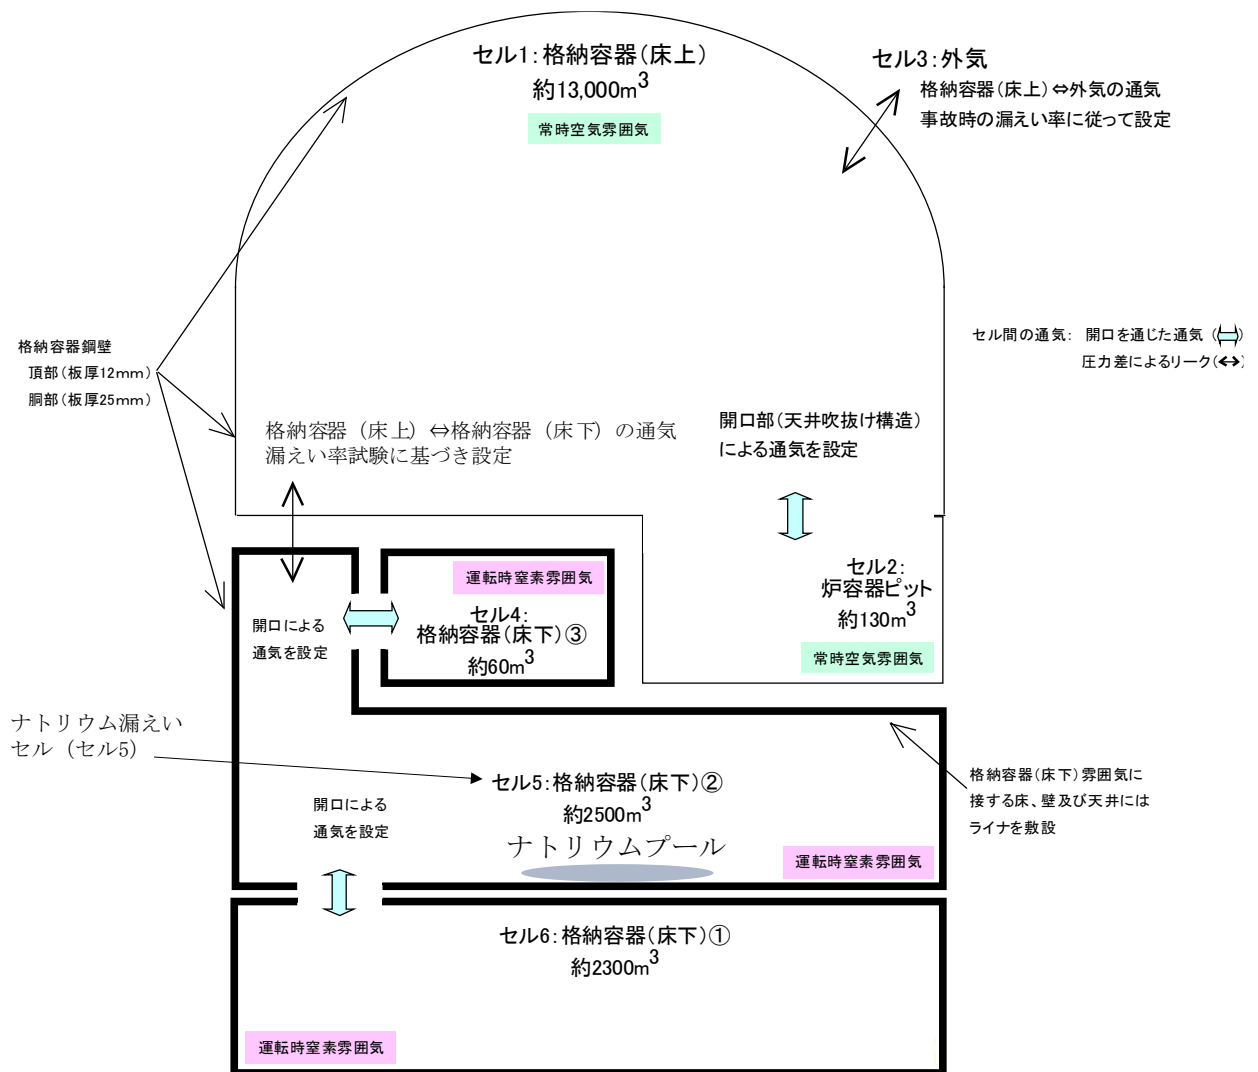 セル1：格納容器（床上）
約13,000m3
常時空気雰囲気
セル3：外気
格納容器（床上）⇔外気の通気
事故時の漏えい率に従って設定
格納容器鋼壁
頂部（板厚12mm）
胴部（板厚25mm）
セル間の通気： 開口を通じた通気（⇔）
圧力差によるリーク（↔）
格納容器（床上）⇔格納容器（床下）の通気
漏えい率試験に基づき設定
開口部（天井吹抜け構造）
による通気を設定
セル2：
炉容器ピット
約130m3
常時空気雰囲気
運転時窒素雰囲気
セル4：
格納容器（床下）③
約60m3
開口による
通気を設定
ナトリウム漏えい
セル（セル5）
セル5：格納容器（床下）②
約2500m3
ナトリウムプール
運転時窒素雰囲気
格納容器（床下）雰囲気に
接する床、壁及び天井には
ライナを敷設
開口による
通気を設定
セル6：格納容器（床下）①
約2300m3
運転時窒素雰囲気